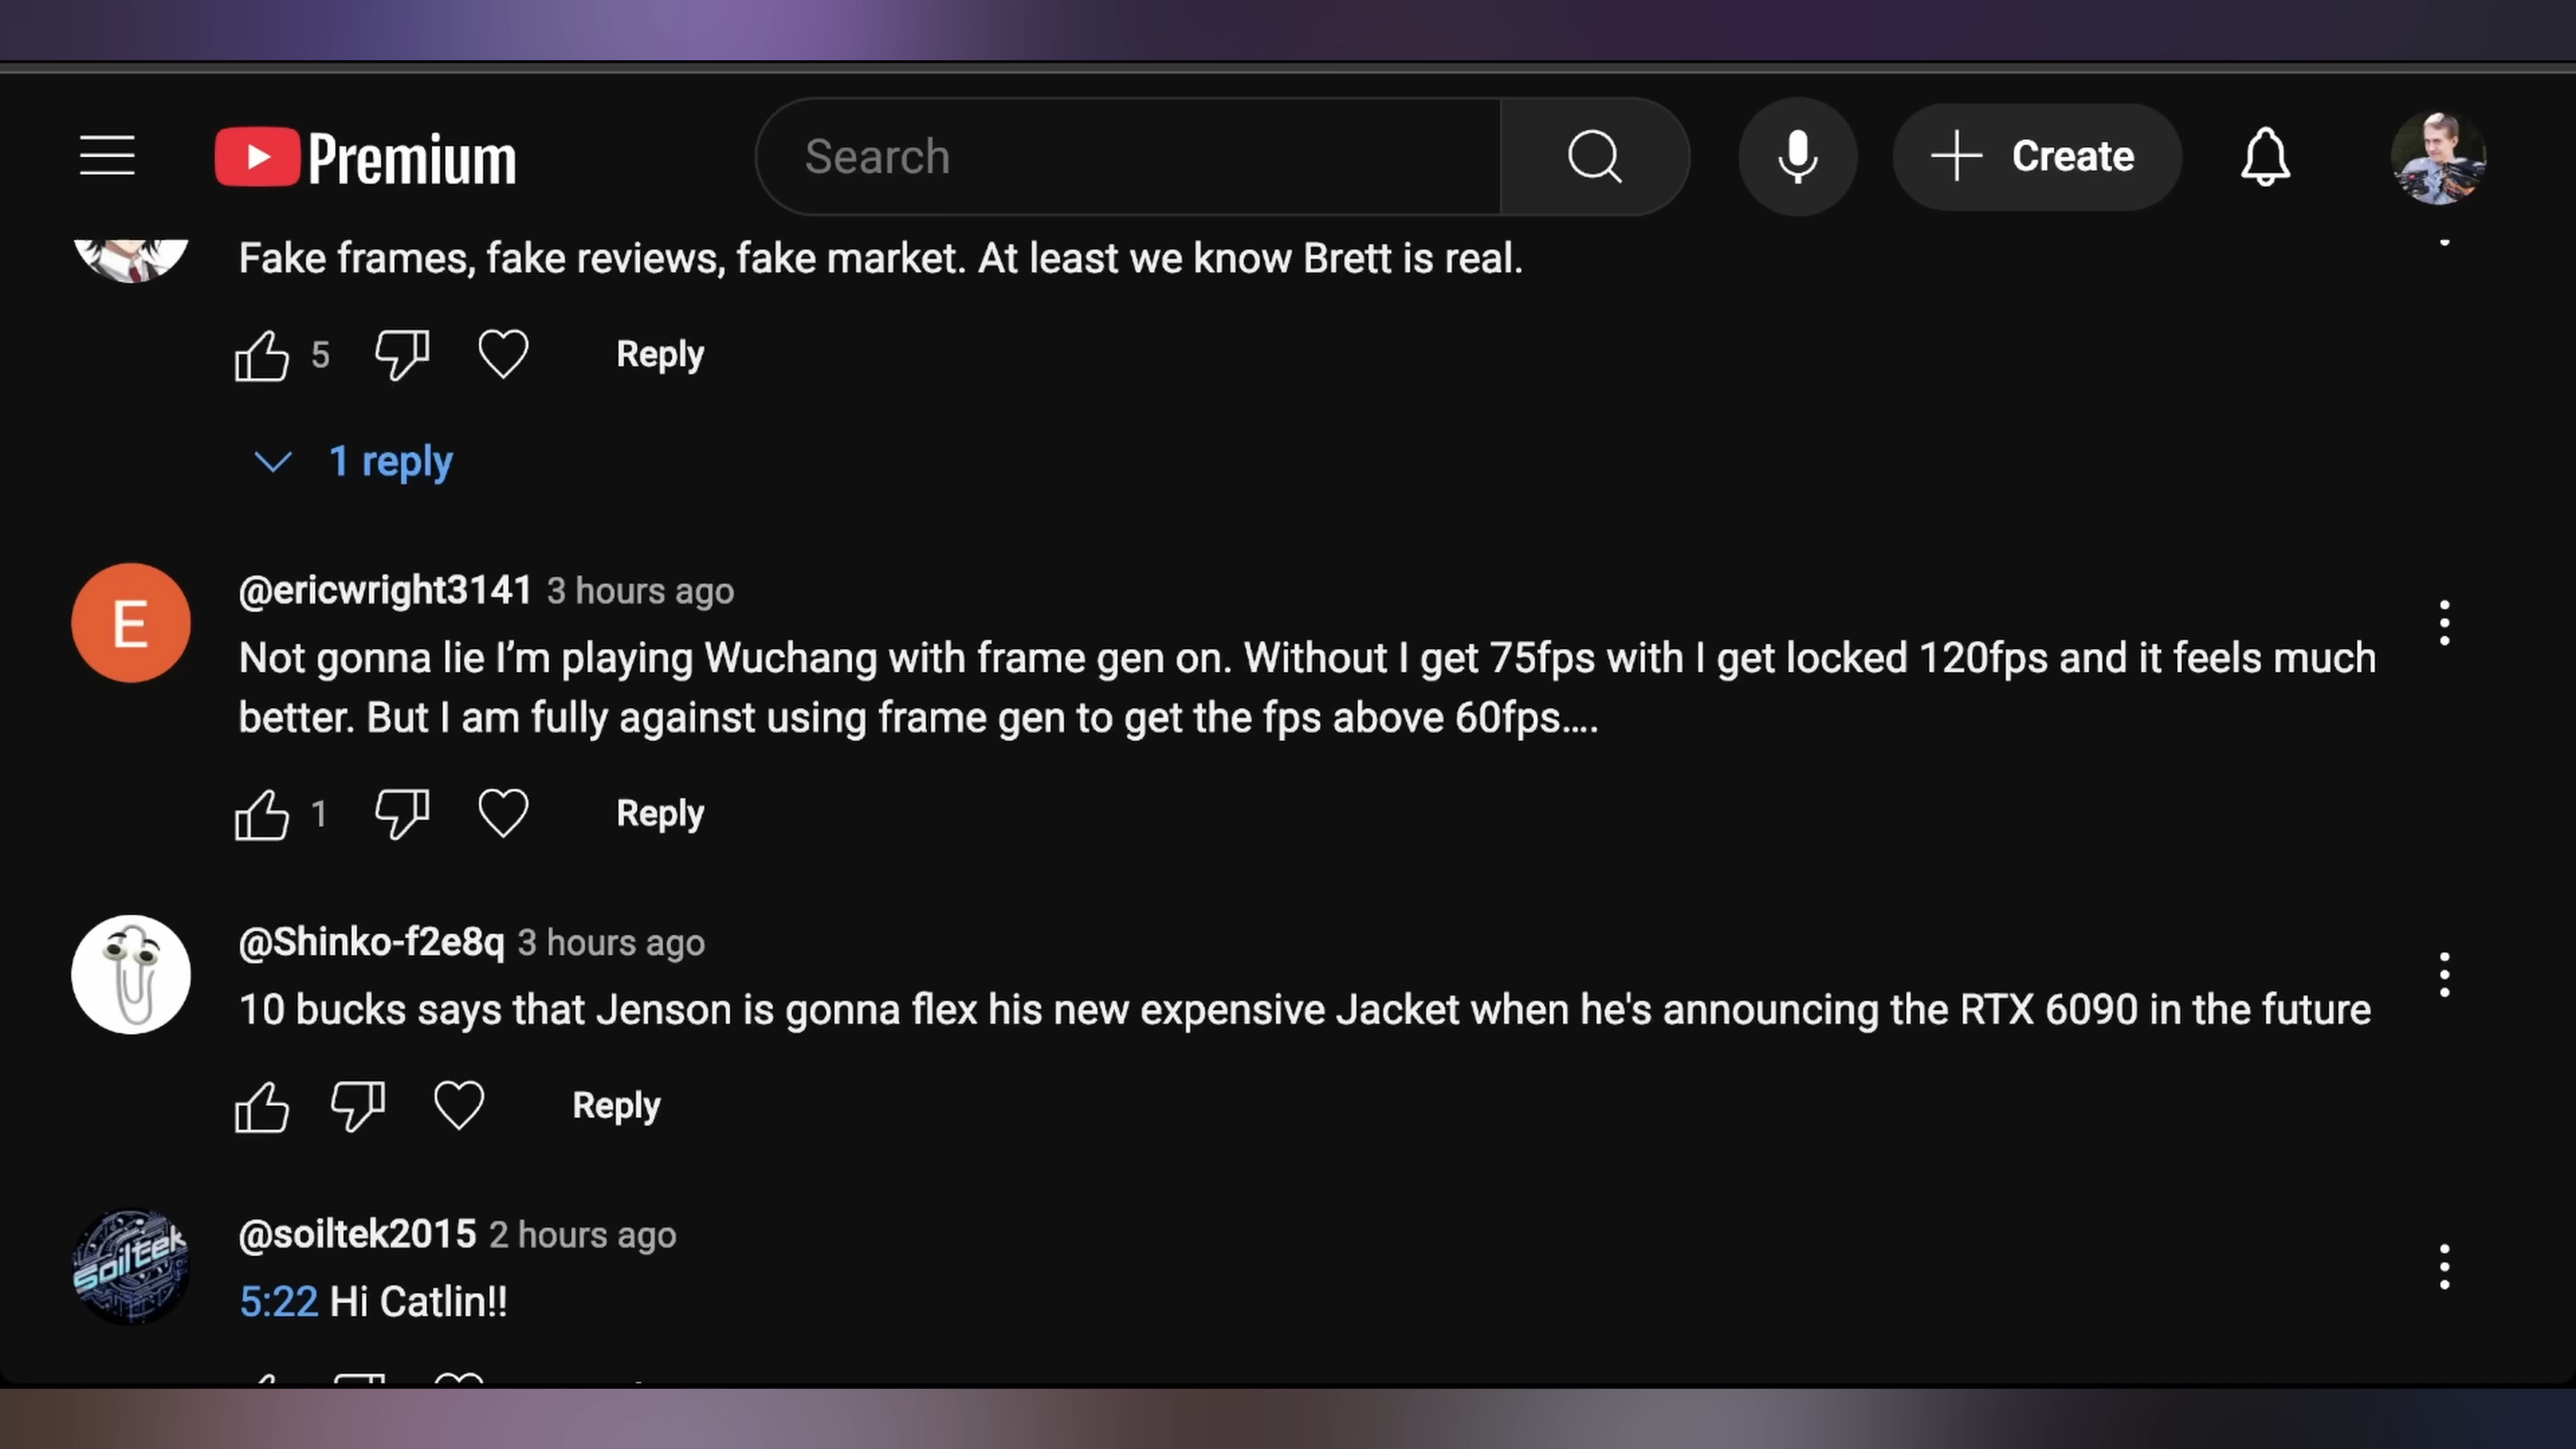 Premium
Search
Create
Fake frames, fake reviews, fake market. At least we know Brett is real.
5
Reply
1 reply
E
@ericwright3141 3 hours ago
Not gonna lie I’m playing Wuchang with frame gen on. Without I get 75fps with I get locked 120fps and it feels much
better. But I am fully against using frame gen to get the fps above 60fps....
1
Reply
@Shinko-f2e8q 3 hours ago
10 bucks says that Jenson is gonna flex his new expensive Jacket when he's announcing the RTX 6090 in the future
Reply
Soiltek
@soiltek2015 2 hours ago
5:22 Hi Catlin!!